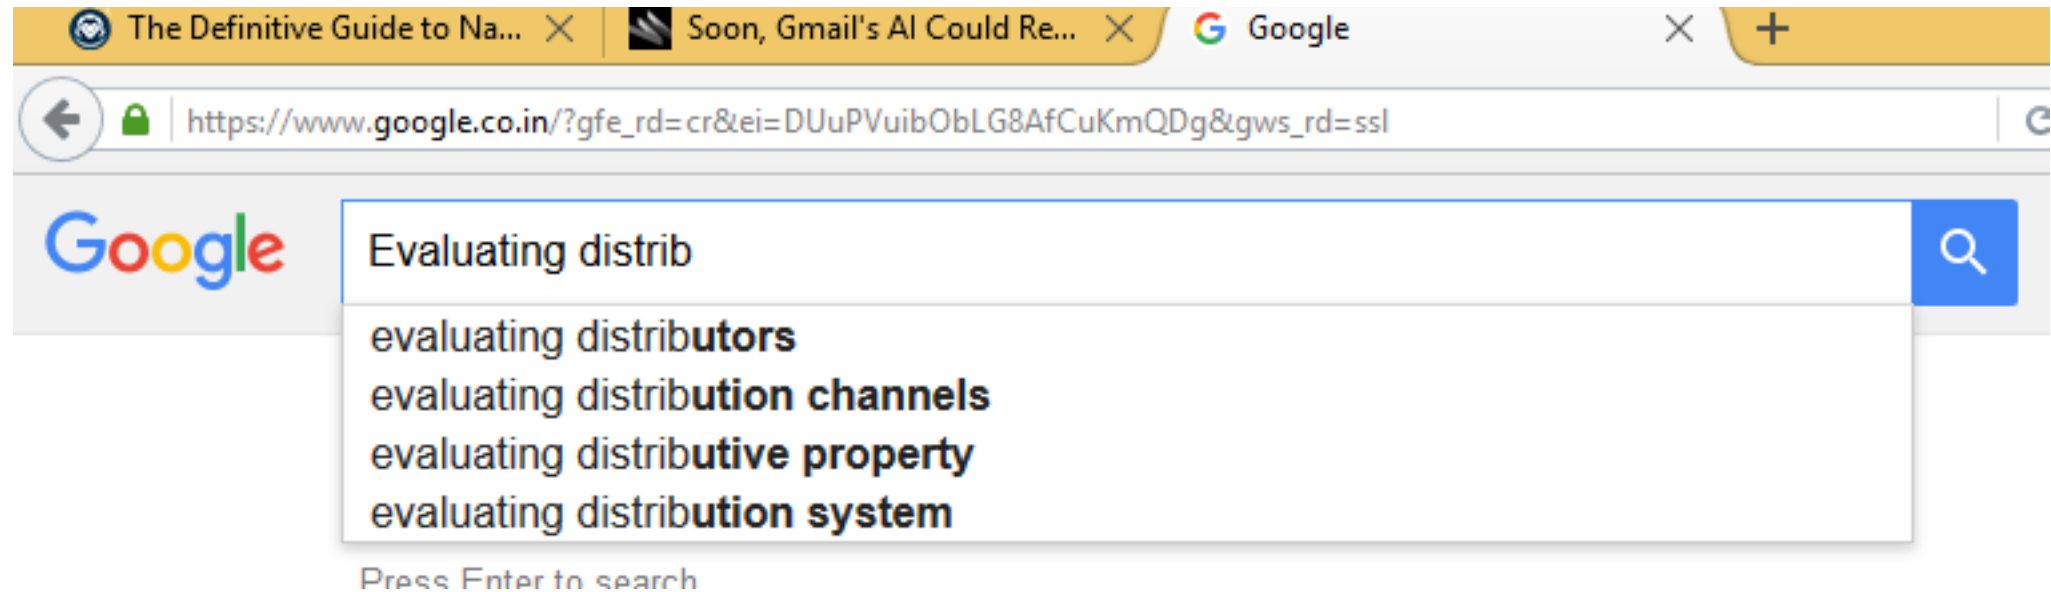 The Definitive Guide to Na...
Soon, Gmail's AI Could Re...
Google
https://www.google.co.in/?gfe_rd=cr&ei=DUuPVuibObLG8AfCuKmQDg&gws_rd=ssl
Google
Evaluating distrib
evaluating distributors
evaluating distribution channels
evaluating distributive property
evaluating distribution system
Press Enter to search